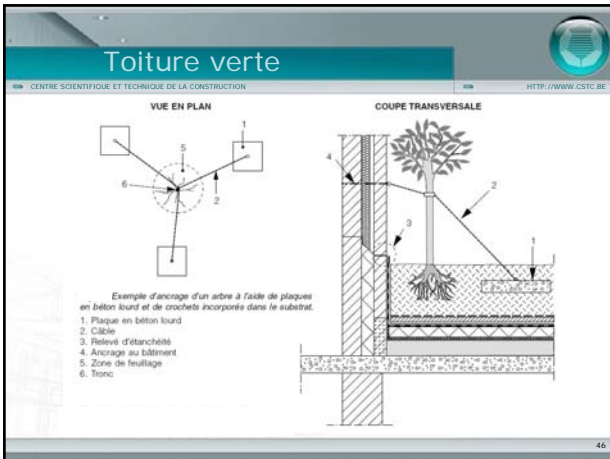 Toiture verte
CENTRE SCIENTIFIQUE ET TECHNIQUE DE LA CONSTRUCTION
HTTP://WWW.CSTC.BE
VUE EN PLAN
1
5
6
2
Exemple d'ancrage d'un arbre à l'aide de plaques
en béton lourd et de crochets incorporés dans le substrat.
1. Plaque en béton lourd
2. Câble
3. Relevé d'étanchéité
4. Ancrage au bâtiment
5. Zone de feuillage
6. Tronc
COUPE TRANSVERSALE
4
2
3
1
46